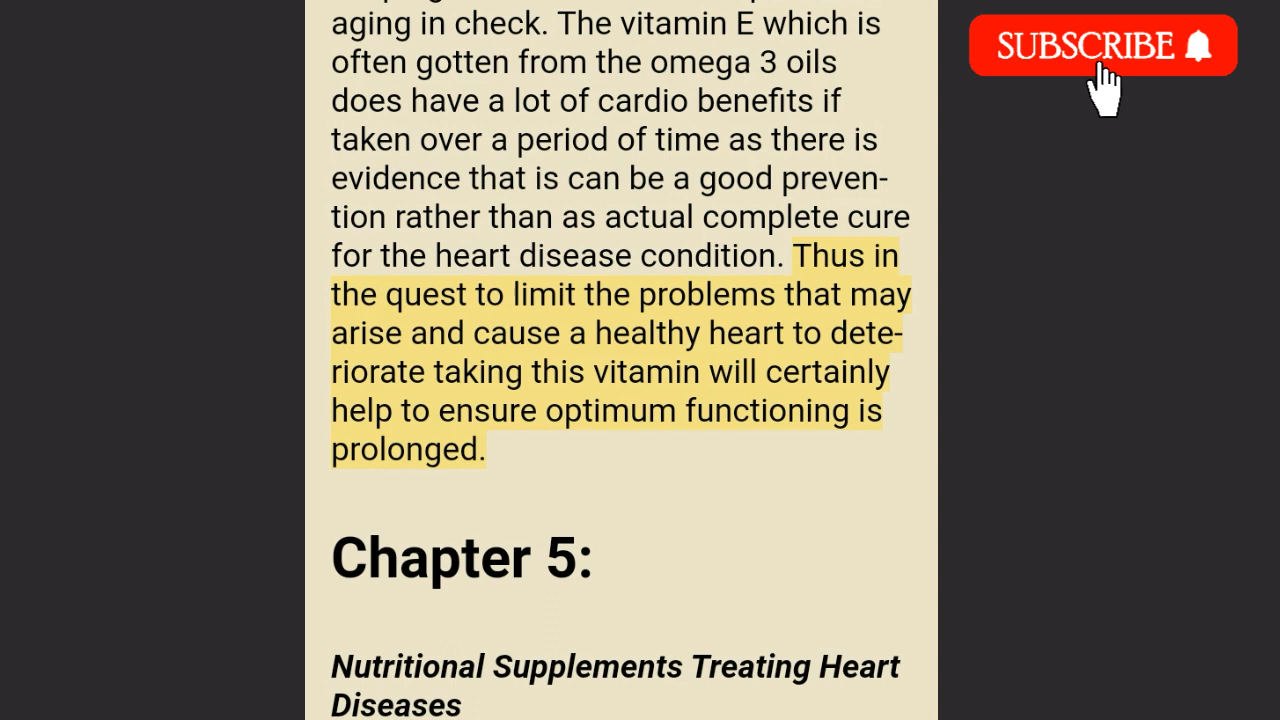 aging in check. The vitamin E which is
often gotten from the omega 3 oils
does have a lot of cardio benefits if
taken over a period of time as there is
evidence that is can be a good preven-
tion rather than as actual complete cure
for the heart disease condition. Thus in
the quest to limit the problems that may
arise and cause a healthy heart to dete-
riorate taking this vitamin will certainly
help to ensure optimum functioning is
prolonged.
Chapter 5:
Nutritional Supplements Treating Heart
Diseases
SUBSCRIBE